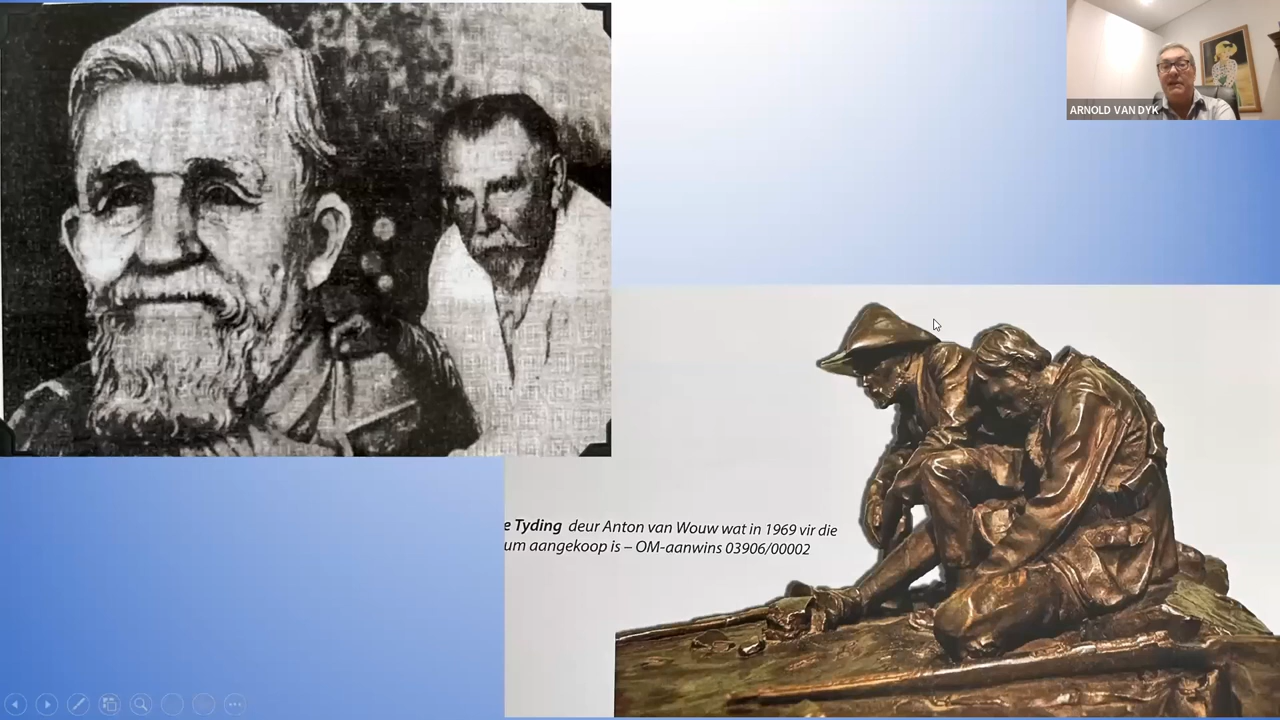 ARNOLD VAN DYK
e Tyding deur Anton van Wouw wat in 1969 vir die
um aangekoop is – OM-aanwins 03906/00002